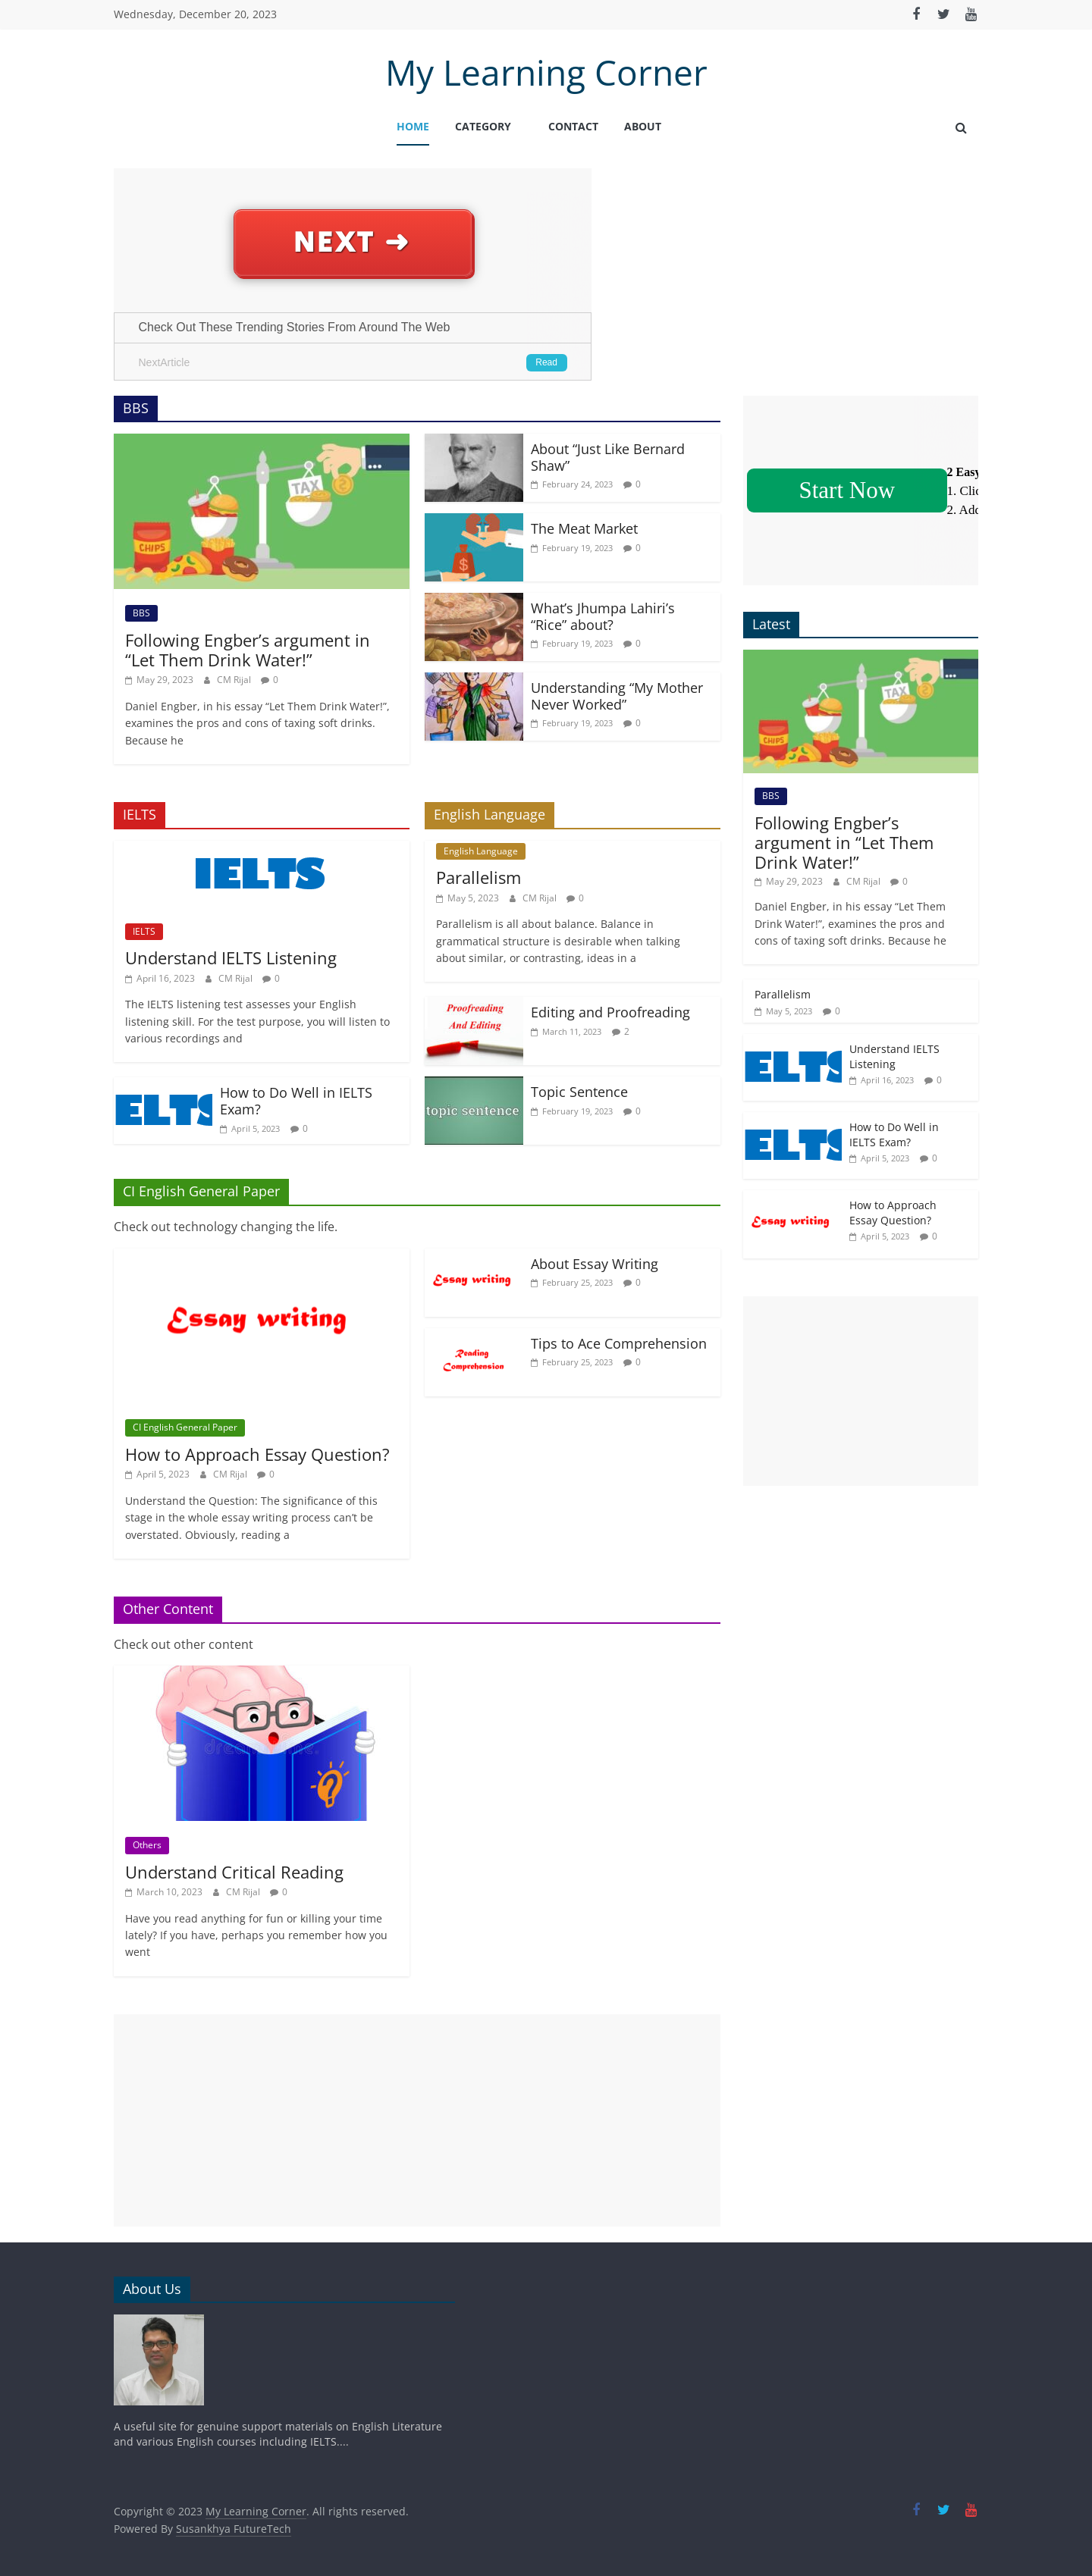 Wednesday, December 20, 2023
My Learning Corner
HOME CATEGORY CONTACT ABOUT
NEXT ➜
Check Out These Trending Stories From Around The Web
NextArticle
Read
BBS
TAX
CHIPS
BBS
Following Engber’s argument in
“Let Them Drink Water!”
May 29, 2023 CM Rijal 0
Daniel Engber, in his essay “Let Them Drink Water!”,
examines the pros and cons of taxing soft drinks.
Because he
About “Just Like Bernard
Shaw”
February 24, 2023 0
The Meat Market
February 19, 2023 0
What’s Jhumpa Lahiri’s
“Rice” about?
February 19, 2023 0
Understanding “My Mother
Never Worked”
February 19, 2023 0
IELTS
IELTS
IELTS
Understand IELTS Listening
April 16, 2023 CM Rijal 0
The IELTS listening test assesses your English
listening skill. For the test purpose, you will listen to
various recordings and
ELTS
How to Do Well in IELTS
Exam?
April 5, 2023 0
English Language
English Language
Parallelism
May 5, 2023 CM Rijal 0
Parallelism is all about balance. Balance in
grammatical structure is desirable when talking
about similar, or contrasting, ideas in a
Proofreading
And Editing
Editing and Proofreading
March 11, 2023 2
topic sentence
Topic Sentence
February 19, 2023 0
CI English General Paper
Check out technology changing the life.
Essay writing
CI English General Paper
How to Approach Essay Question?
April 5, 2023 CM Rijal 0
Understand the Question: The significance of this
stage in the whole essay writing process can’t be
overstated. Obviously, reading a
Essay writing
About Essay Writing
February 25, 2023 0
Reading
Comprehension
Tips to Ace Comprehension
February 25, 2023 0
Other Content
Check out other content
Others
Understand Critical Reading
March 10, 2023 CM Rijal 0
Have you read anything for fun or killing your time
lately? If you have, perhaps you remember how you
went
Start Now
2 Easy
1. Clic
2. Add
Latest
TAX
CHIPS
BBS
Following Engber’s
argument in “Let Them
Drink Water!”
May 29, 2023 CM Rijal 0
Daniel Engber, in his essay “Let Them
Drink Water!”, examines the pros and
cons of taxing soft drinks. Because he
Parallelism
May 5, 2023 0
ELTS
Understand IELTS
Listening
April 16, 2023 0
ELTS
How to Do Well in
IELTS Exam?
April 5, 2023 0
Essay writing
How to Approach
Essay Question?
April 5, 2023 0
About Us
A useful site for genuine support materials on English Literature
and various English courses including IELTS....
Copyright © 2023 My Learning Corner. All rights reserved.
Powered By Susankhya FutureTech